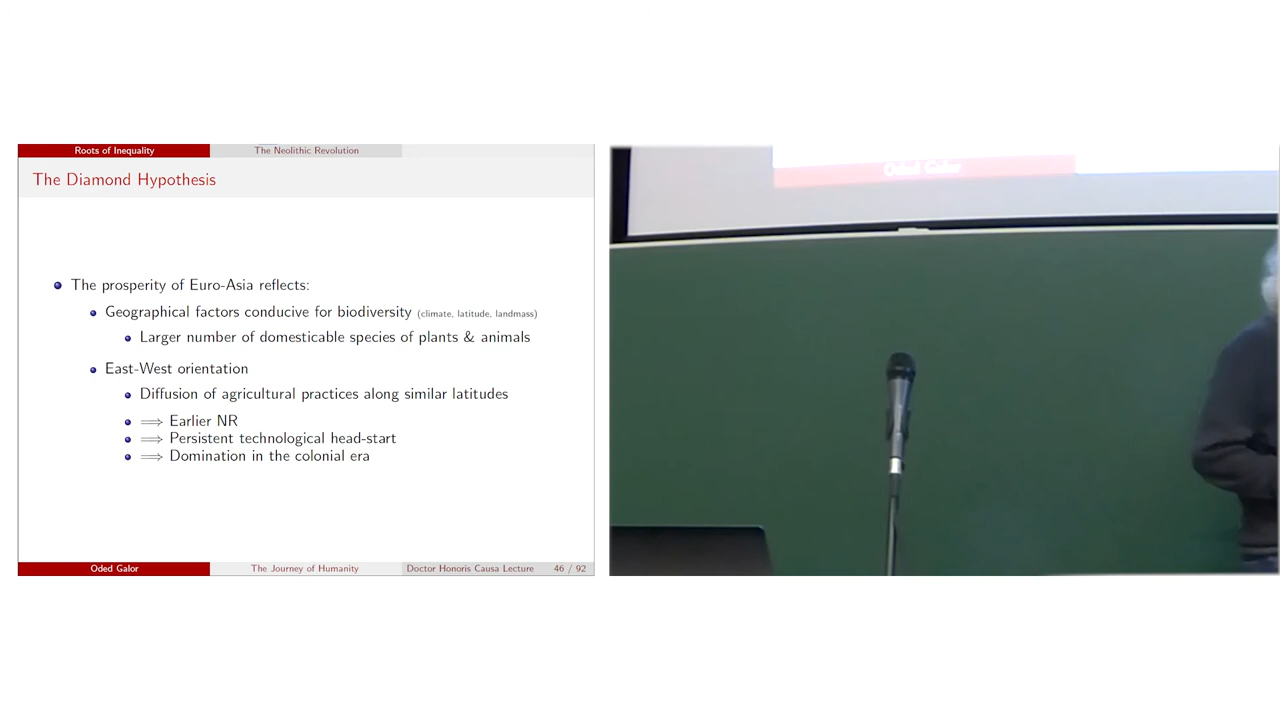 Roots of Inequality
The Neolithic Revolution
The Diamond Hypothesis
The prosperity of Euro-Asia reflects:
Geographical factors conducive for biodiversity (climate, latitude, landmass)
Larger number of domesticable species of plants & animals
East-West orientation
Diffusion of agricultural practices along similar latitudes
⟹ Earlier NR
⟹ Persistent technological head-start
⟹ Domination in the colonial era
Oded Galor
The Journey of Humanity
Doctor Honoris Causa Lecture 46 / 92
Oded Galor